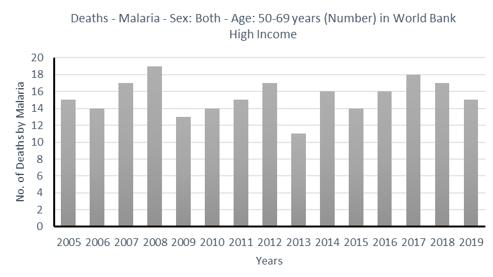 Deaths - Malaria - Sex: Both - Age: 50-69 years (Number) in World Bank
High Income
No. of Deaths by Malaria
20
18
16
14
12
10
8
6
4
2
0
2005 2006 2007 2008 2009 2010 2011 2012 2013 2014 2015 2016 2017 2018 2019
Years